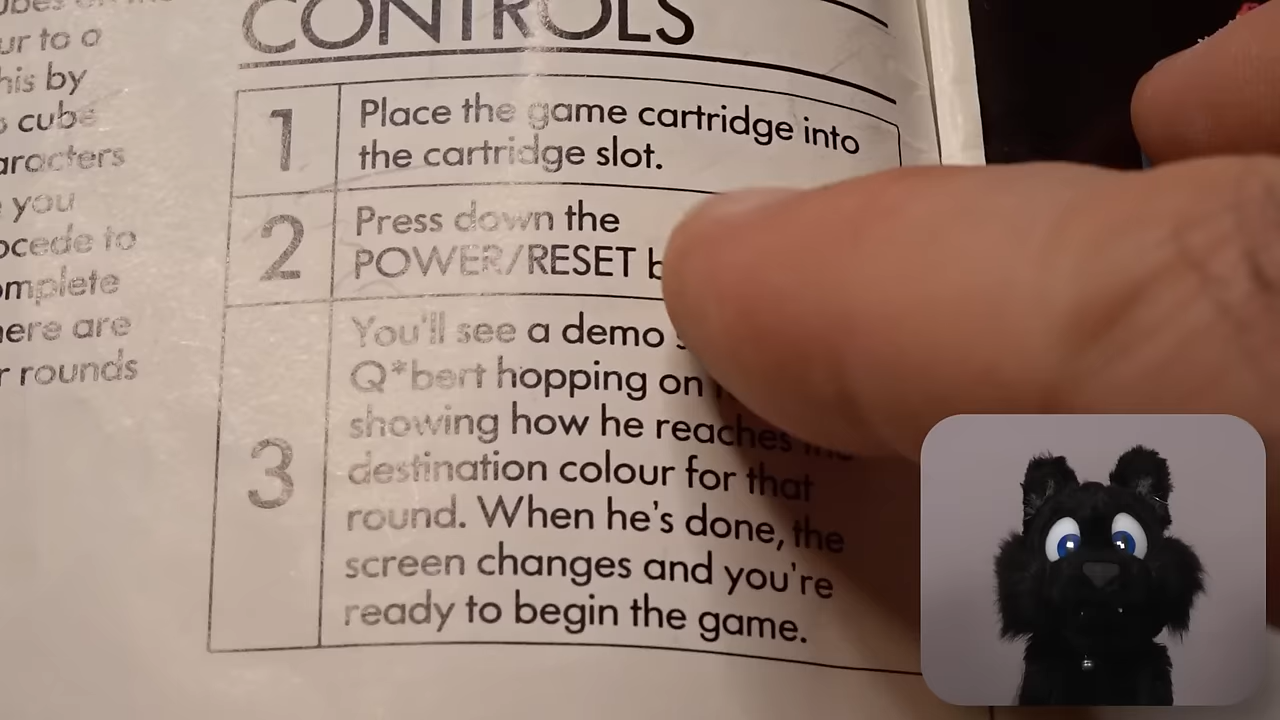 ur to a
his by
cube
aracters
you
ocede to
omplete
here are
r rounds
CONTROLS
1
Place the game cartridge into
the cartridge slot.
2
Press down the
POWER/RESET b
3
You'll see a demo
Q*bert hopping on
showing how he reaches the
destination colour for that
round. When he's done, the
screen changes and you're
ready to begin the game.